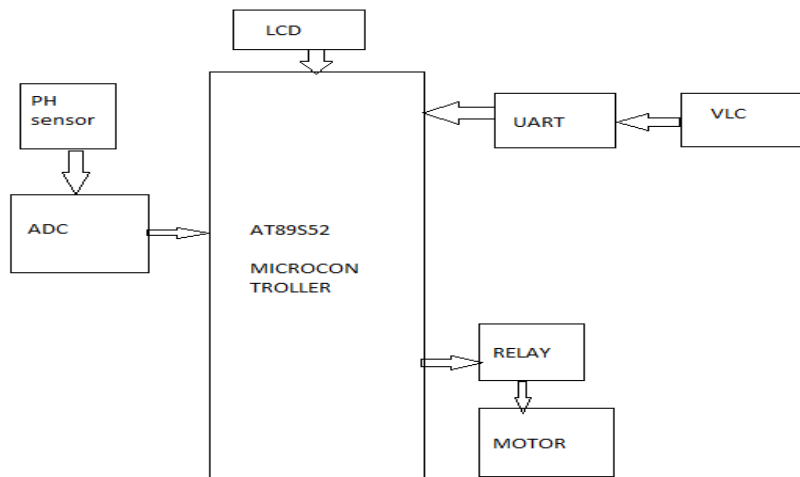 LCD
PH
sensor
UART
VLC
ADC
AT89S52
MICROCON
TROLLER
RELAY
MOTOR